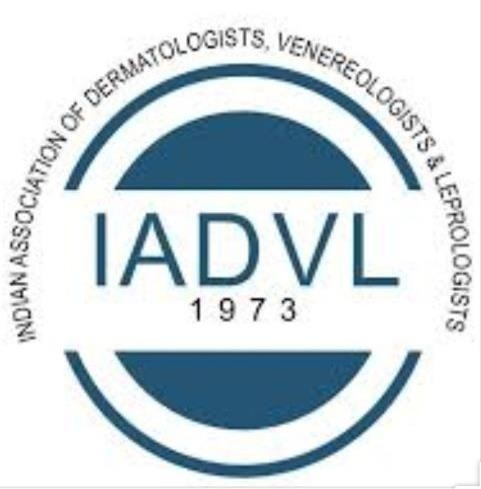 INDIAN ASSOCIATION OF DERMATOLOGISTS, VENEREOLOGISTS & LEPROLOGISTS
IADVL
1973